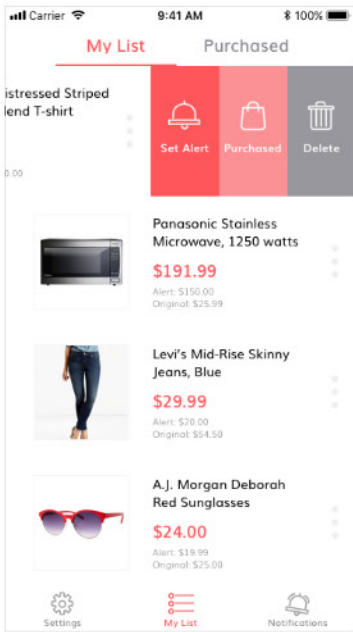 Carrier 9:41 AM 100%
My List Purchased
istressed Striped
lend T-shirt
0.00
Set Alert Purchased Delete
Panasonic Stainless
Microwave, 1250 watts
$191.99
Alert: $150.00
Original: $25.99
Levi's Mid-Rise Skinny
Jeans, Blue
$29.99
Alert: $20.00
Original: $54.50
A.J. Morgan Deborah
Red Sunglasses
$24.00
Alert: $19.99
Original: $25.00
Settings My List Notifications